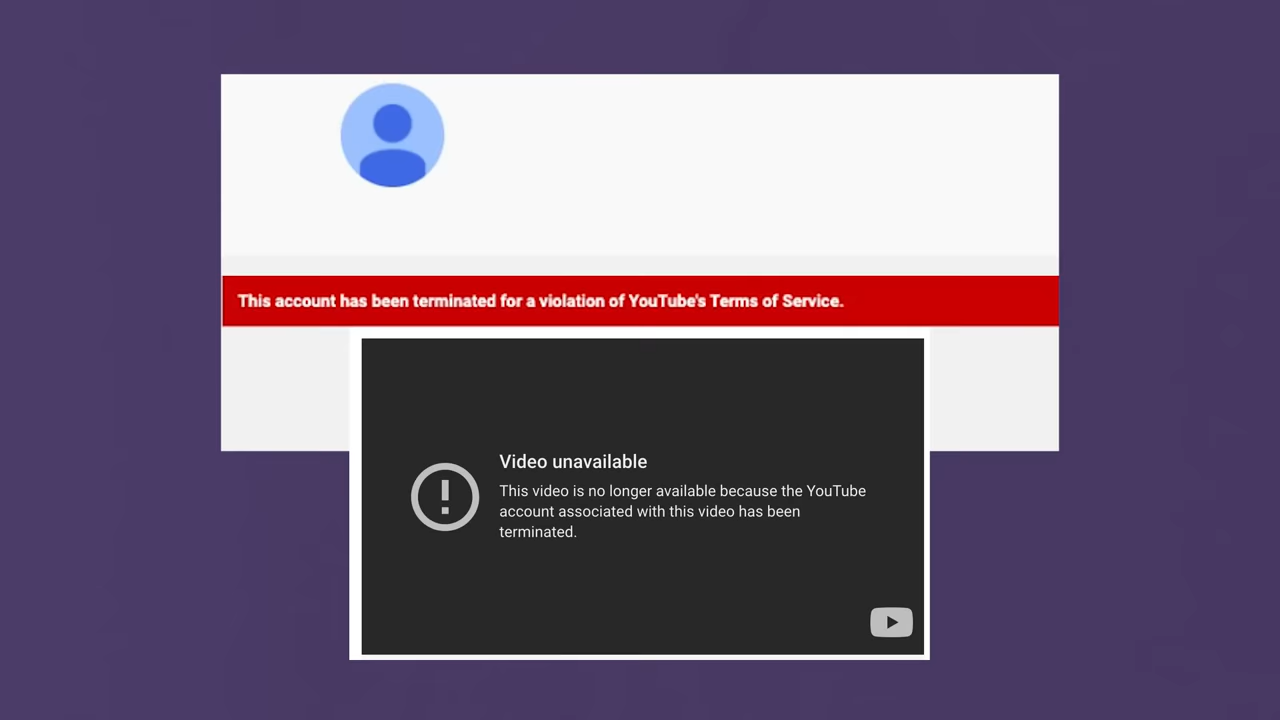 This account has been terminated for a violation of YouTube's Terms of Service.
Video unavailable
This video is no longer available because the YouTube
account associated with this video has been
terminated.